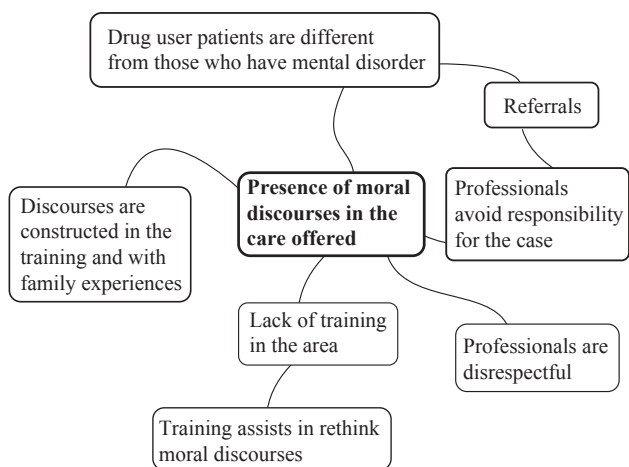 Drug user patients are different
from those who have mental disorder
Referrals
Presence of moral
discourses in the
care offered
Professionals
avoid responsibility
for the case
Discourses are
constructed in the
training and with
family experiences
Lack of training
in the area
Professionals are
disrespectful
Training assists in rethink
moral discourses